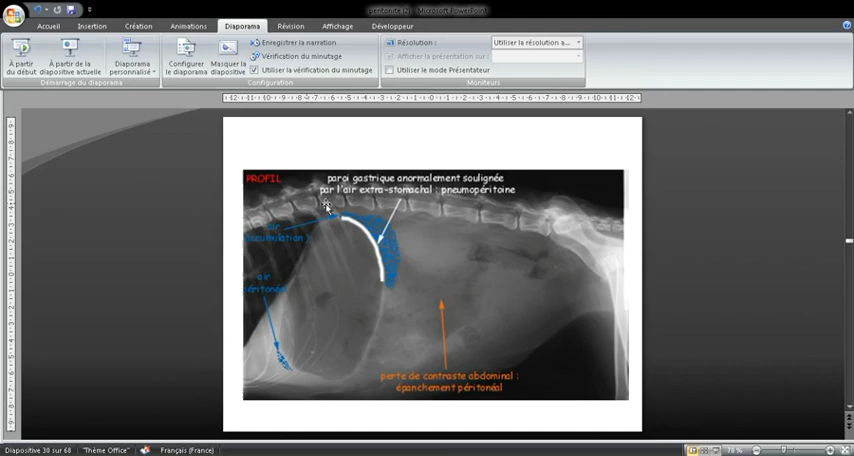 péritonite (2) - Microsoft PowerPoint
Accueil Insertion Création Animations Diaporama Révision Affichage Développeur
À partir du début
À partir de la diapositive actuelle
Diaporama personnalisé
Démarrage du diaporama
Configurer le diaporama
Masquer la diapositive
Enregistrer la narration
Vérification du minutage
Utiliser la vérification du minutage
Configuration
Résolution : Utiliser la résolution a...
Afficher la présentation sur :
Utiliser le mode Présentateur
Moniteurs
PROFIL
paroi gastrique anormalement soulignée
par l'air extra-stomachal : pneumopéritoine
air
accumulation
air
péritonéal
perte de contraste abdominal :
épanchement péritonéal
Diapositive 30 sur 68 "Thème Office" Français (France) 78 %